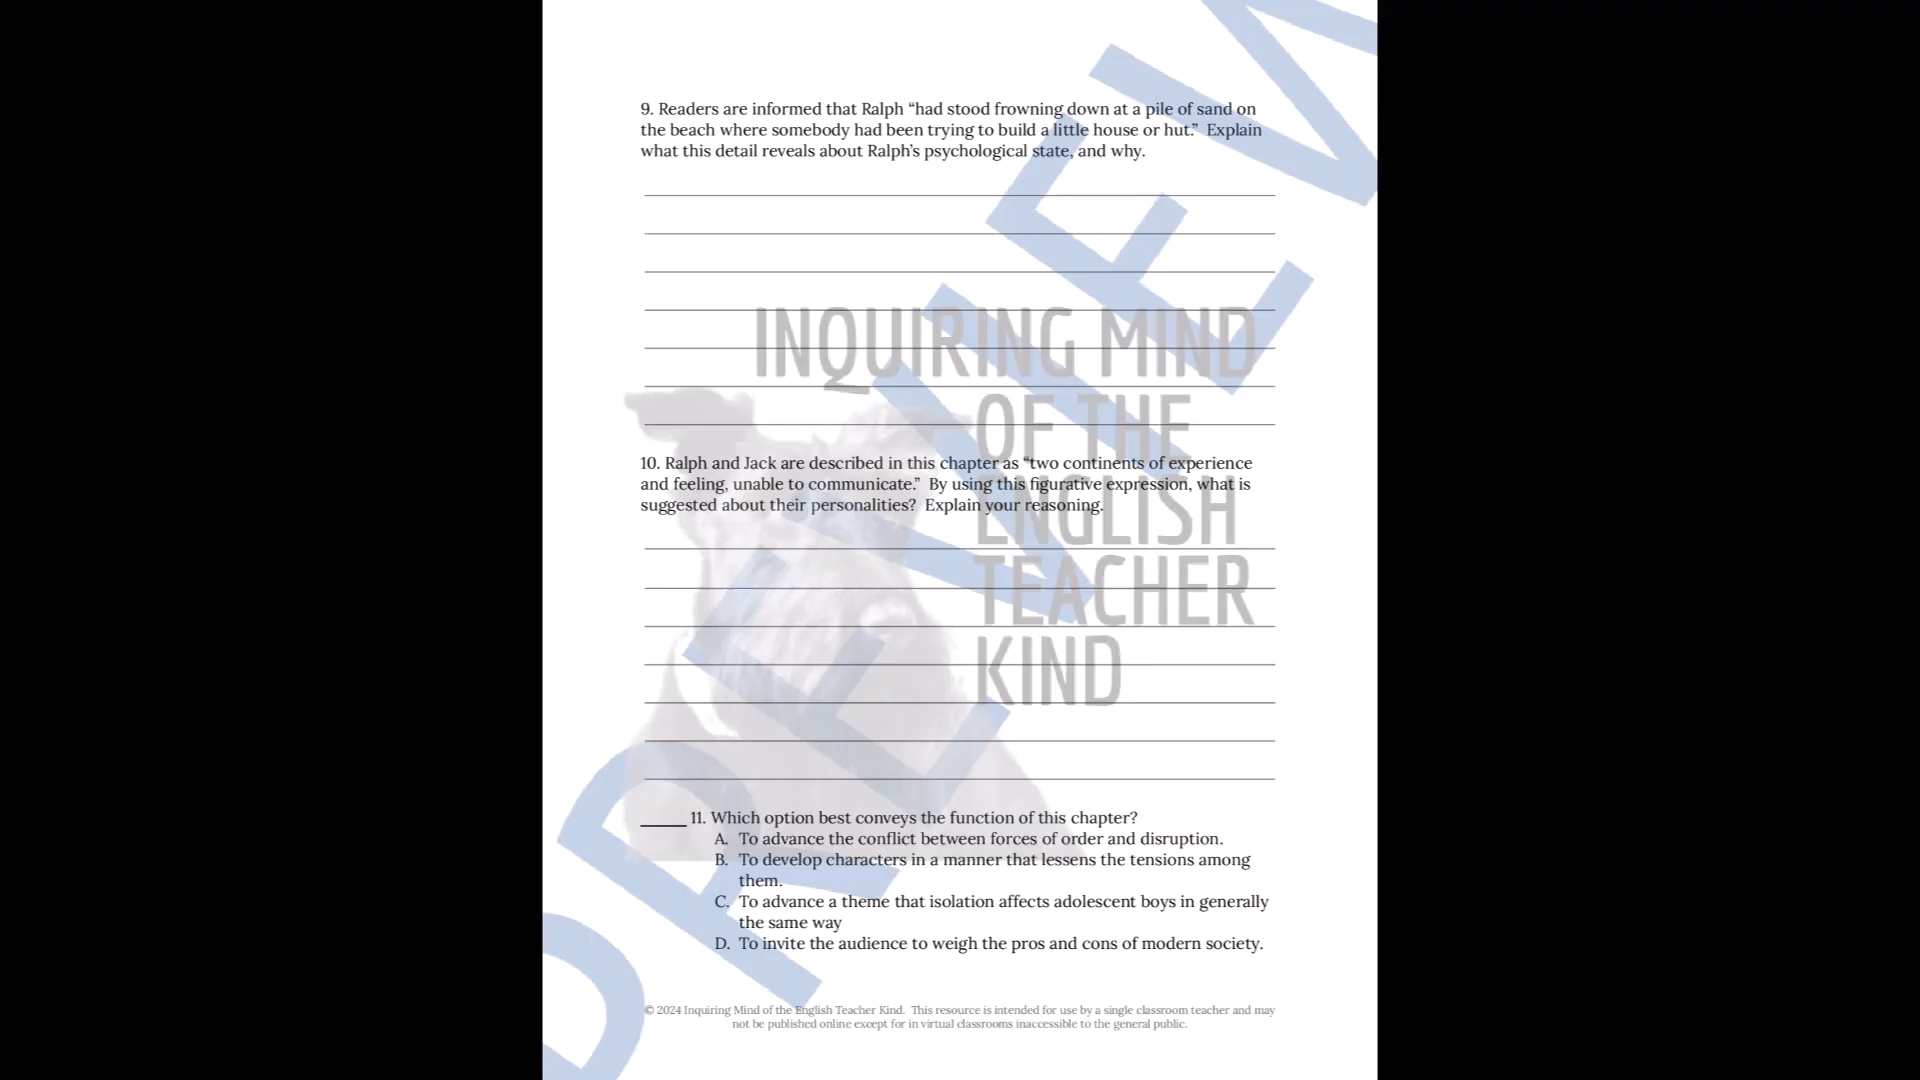 9. Readers are informed that Ralph “had stood frowning down at a pile of sand on
the beach where somebody had been trying to build a little house or hut.”  Explain
what this detail reveals about Ralph’s psychological state, and why.
INQUIRING MIND
OF THE
ENGLISH
TEACHER
KIND
PREVIEW
10. Ralph and Jack are described in this chapter as “two continents of experience
and feeling, unable to communicate.”  By using this figurative expression, what is
suggested about their personalities?  Explain your reasoning.
_____ 11. Which option best conveys the function of this chapter?
A. To advance the conflict between forces of order and disruption.
B. To develop characters in a manner that lessens the tensions among
them.
C. To advance a theme that isolation affects adolescent boys in generally
the same way
D. To invite the audience to weigh the pros and cons of modern society.
© 2024 Inquiring Mind of the English Teacher Kind.  This resource is intended for use by a single classroom teacher and may
not be published online except for in virtual classrooms inaccessible to the general public.